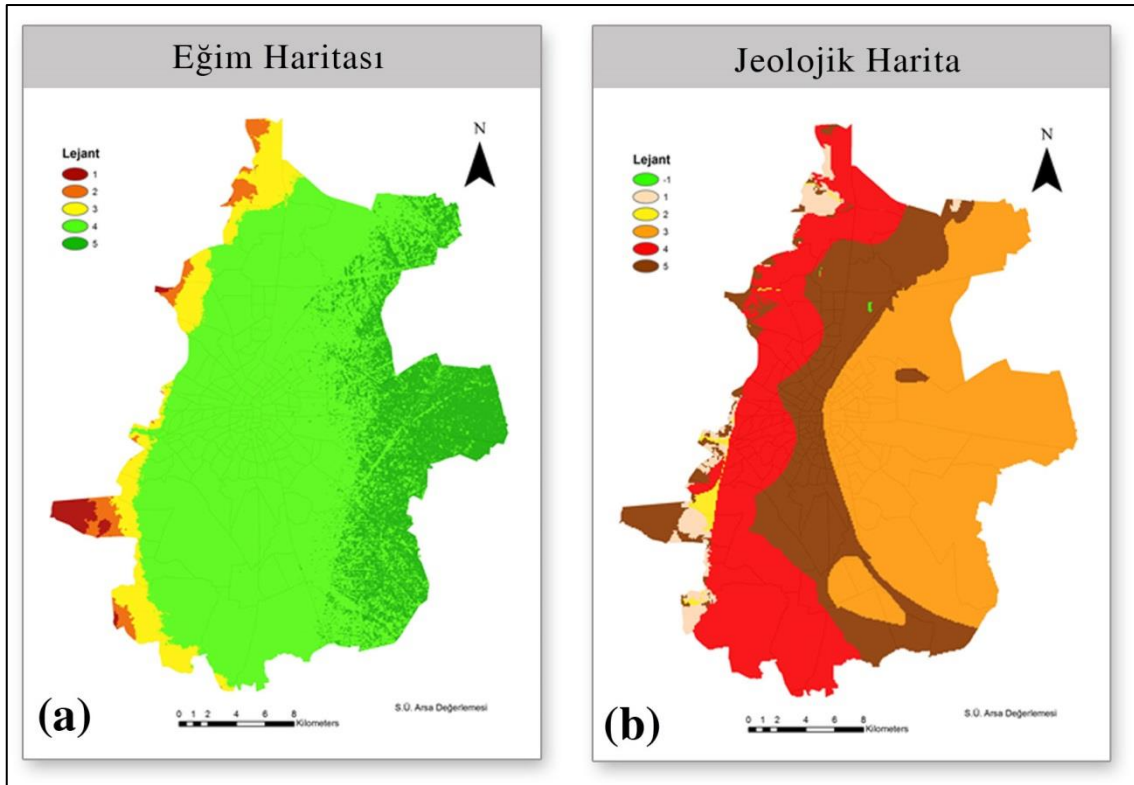 Eğim Haritası
N
Lejant
1
2
3
4
5
(a)
0 1 2 4 6 8
Kilometers
S.Ü. Arsa Değerlemesi
Jeolojik Harita
N
Lejant
-1
1
2
3
4
5
(b)
0 1 2 4 6 8
Kilometers
S.Ü. Arsa Değerlemesi